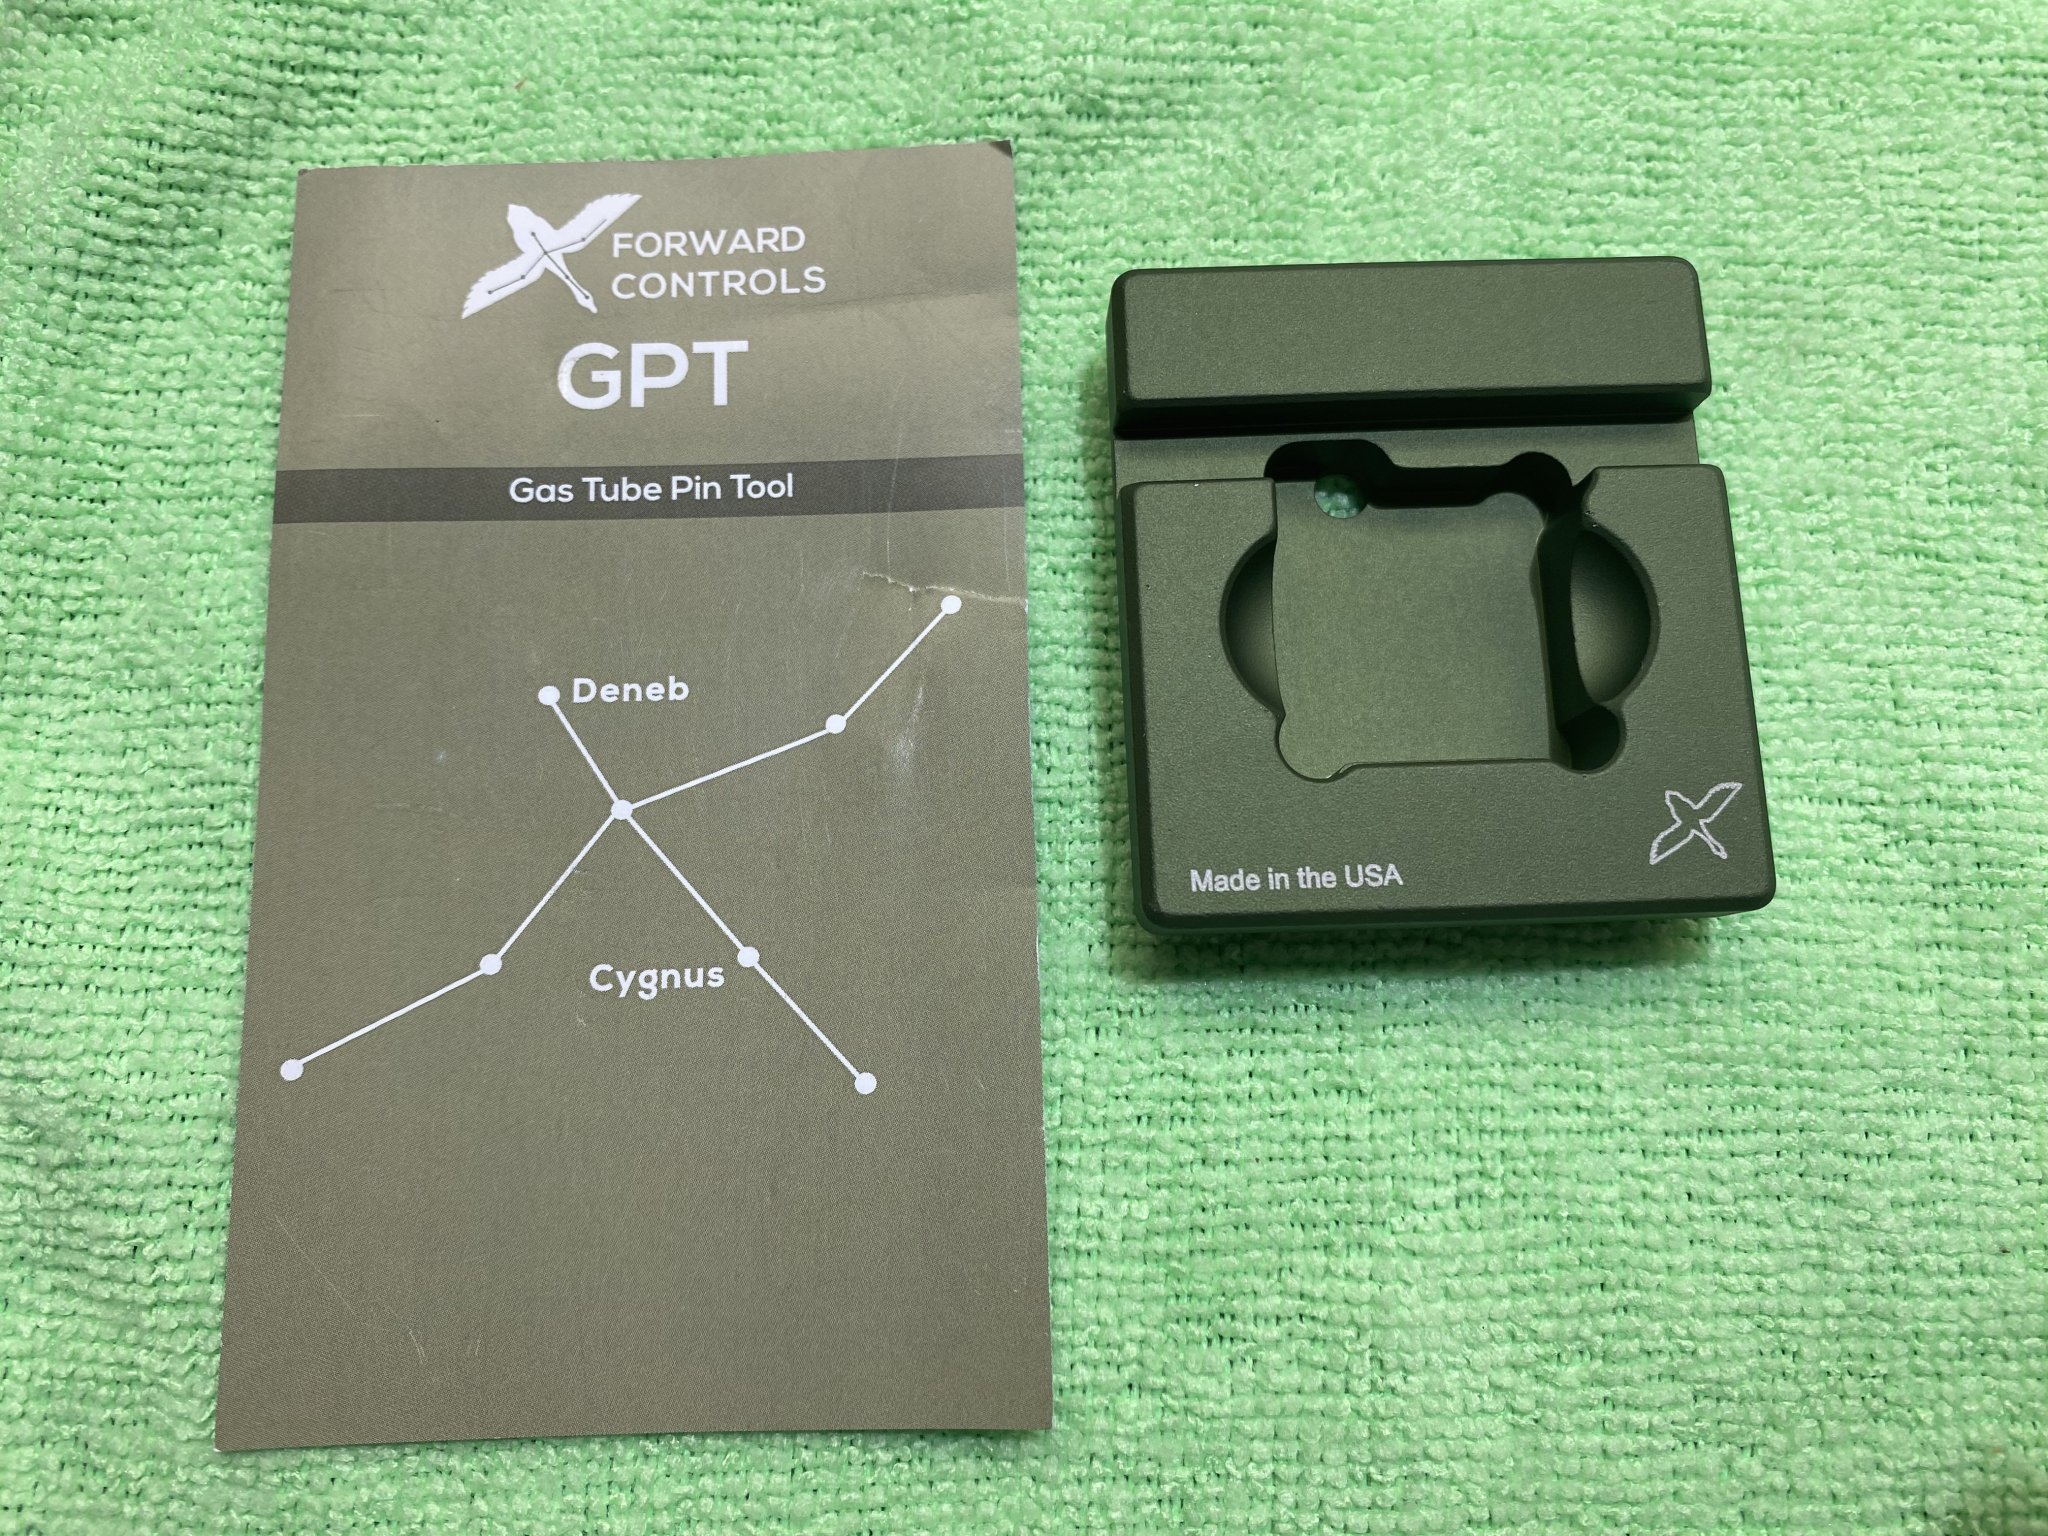 FORWARD
CONTROLS
GPT
Gas Tube Pin Tool
Deneb
Cygnus
Made in the USA